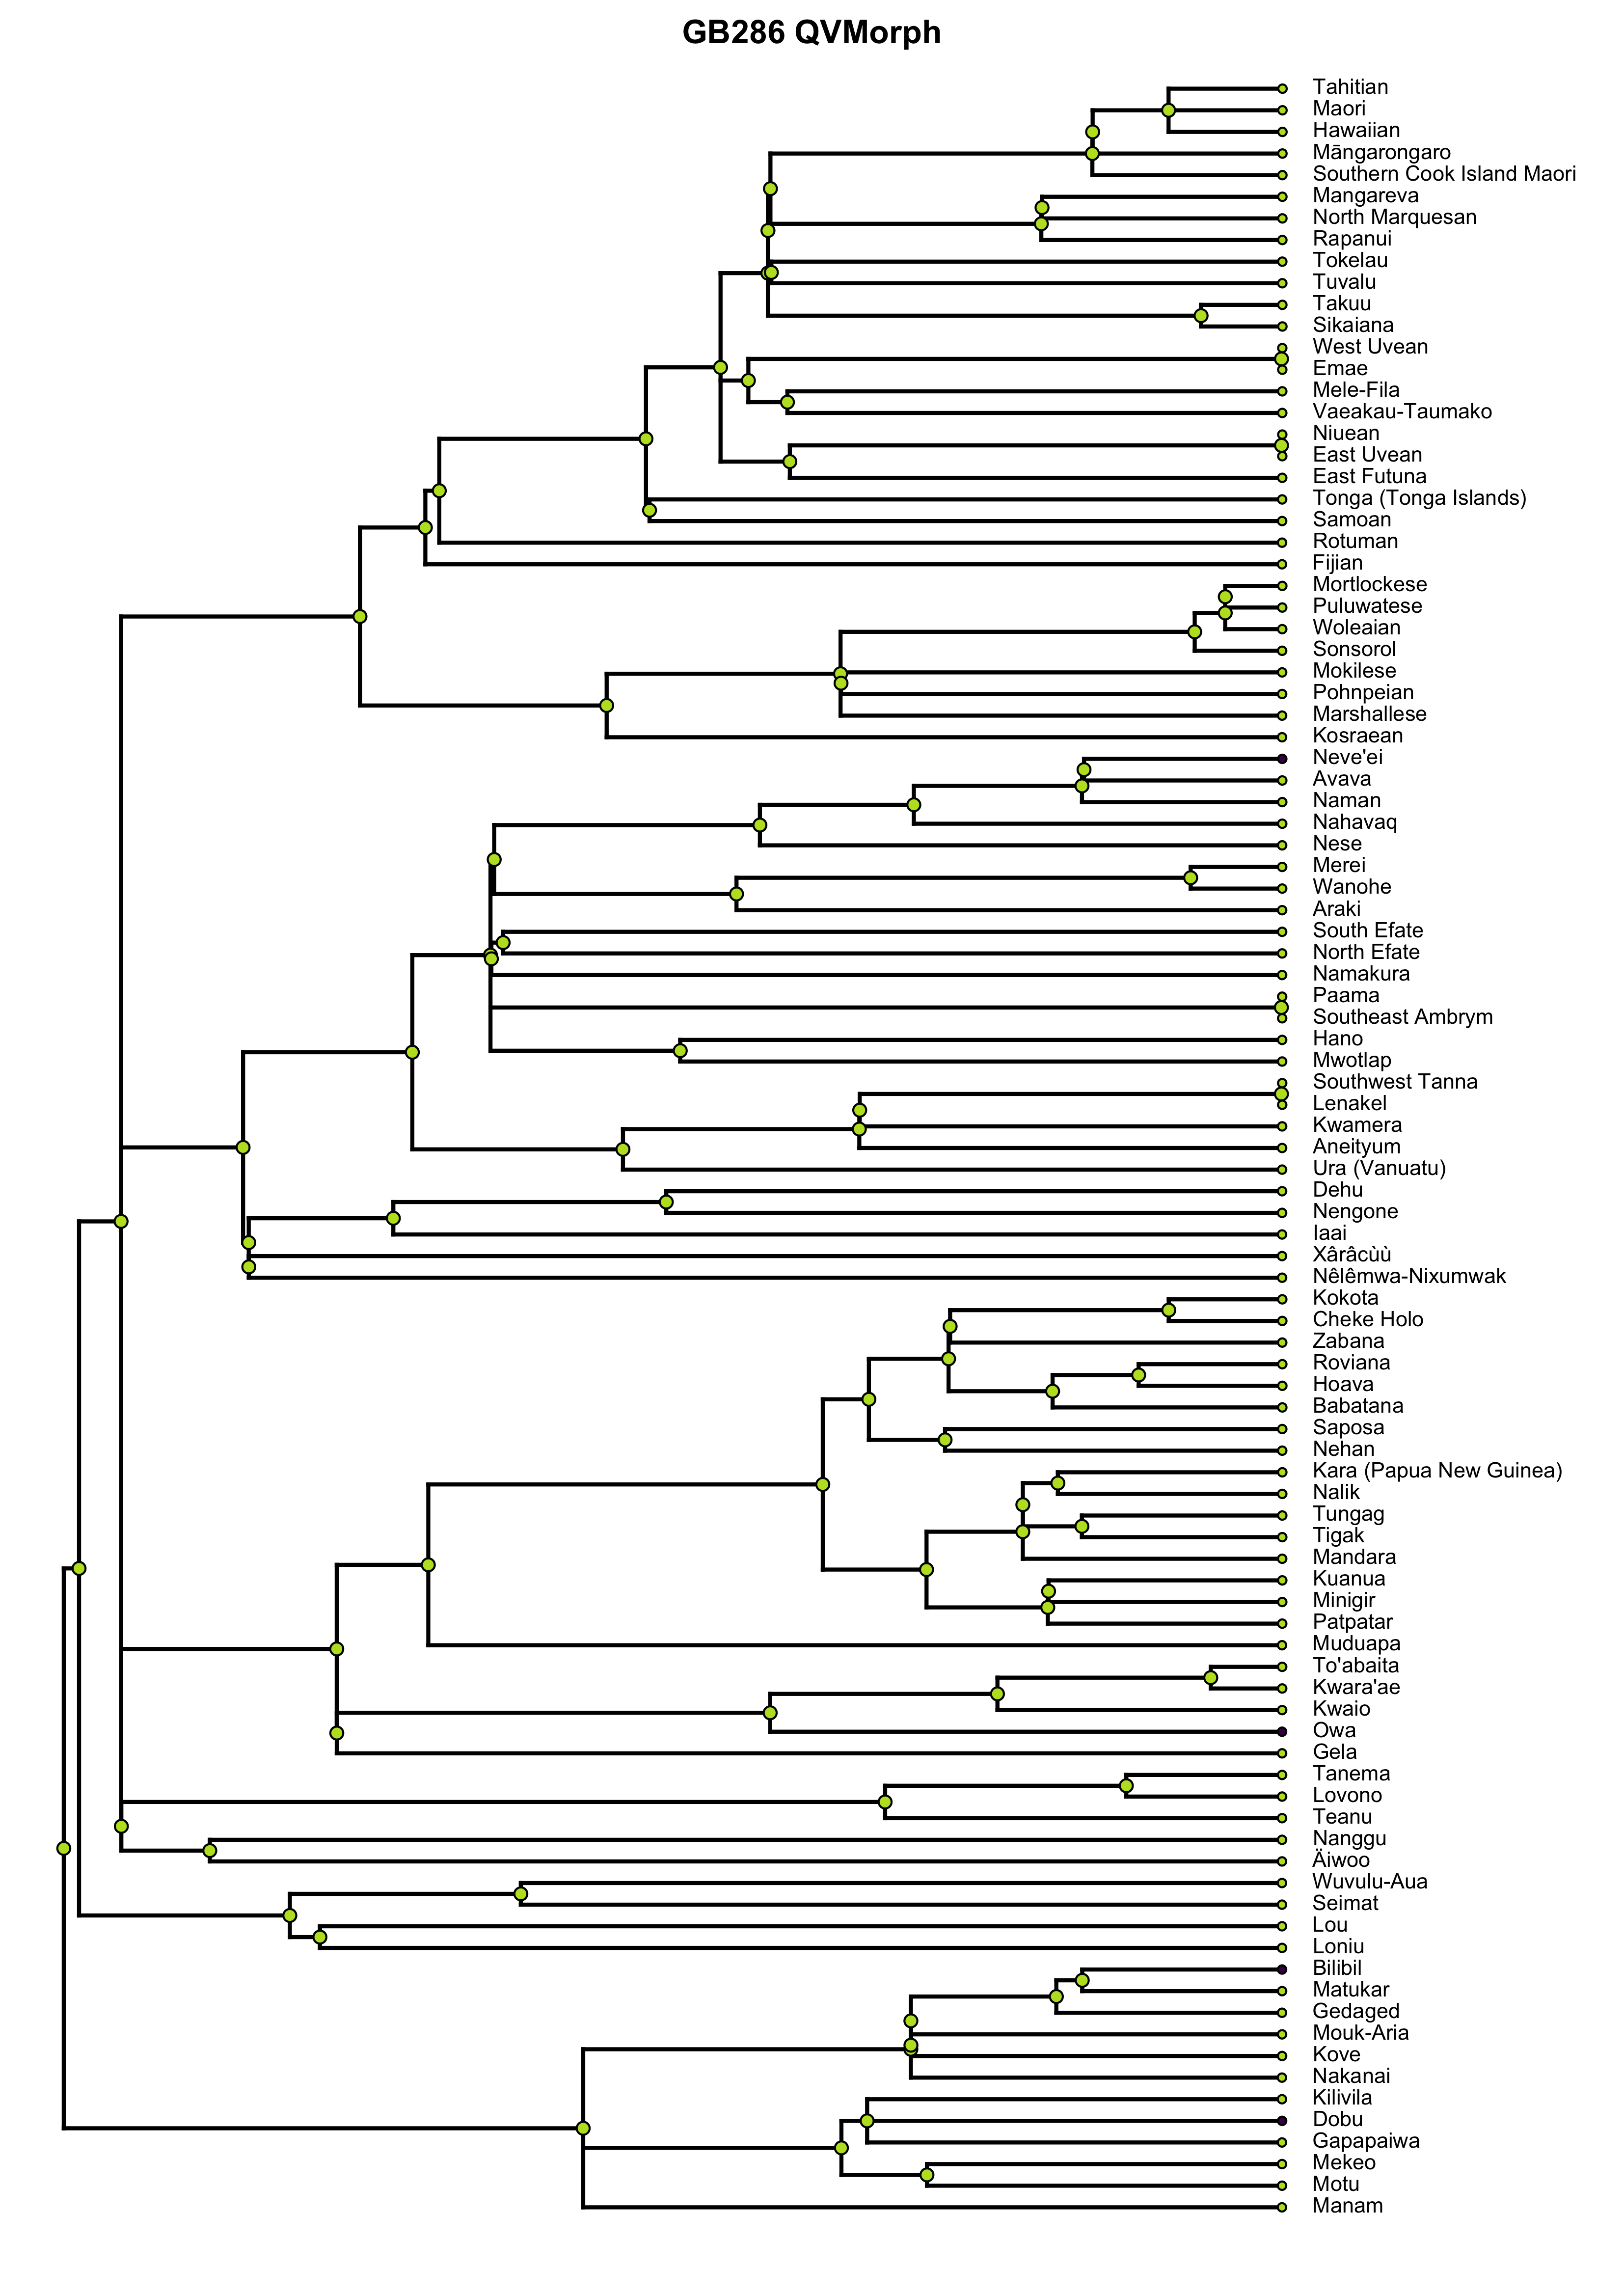 GB286 QVMorph
Tahitian
Maori
Hawaiian
Māngarongaro
Southern Cook Island Maori
Mangareva
North Marquesan
Rapanui
Tokelau
Tuvalu
Takuu
Sikaiana
West Uvean
Emae
Mele-Fila
Vaeakau-Taumako
Niuean
East Uvean
East Futuna
Tonga (Tonga Islands)
Samoan
Rotuman
Fijian
Mortlockese
Puluwatese
Woleaian
Sonsorol
Mokilese
Pohnpeian
Marshallese
Kosraean
Neve'ei
Avava
Naman
Nahavaq
Nese
Merei
Wanohe
Araki
South Efate
North Efate
Namakura
Paama
Southeast Ambrym
Hano
Mwotlap
Southwest Tanna
Lenakel
Kwamera
Aneityum
Ura (Vanuatu)
Dehu
Nengone
Iaai
Xârâcùù
Nêlêmwa-Nixumwak
Kokota
Cheke Holo
Zabana
Roviana
Hoava
Babatana
Saposa
Nehan
Kara (Papua New Guinea)
Nalik
Tungag
Tigak
Mandara
Kuanua
Minigir
Patpatar
Muduapa
To'abaita
Kwara'ae
Kwaio
Owa
Gela
Tanema
Lovono
Teanu
Nanggu
Äiwoo
Wuvulu-Aua
Seimat
Lou
Loniu
Bilibil
Matukar
Gedaged
Mouk-Aria
Kove
Nakanai
Kilivila
Dobu
Gapapaiwa
Mekeo
Motu
Manam